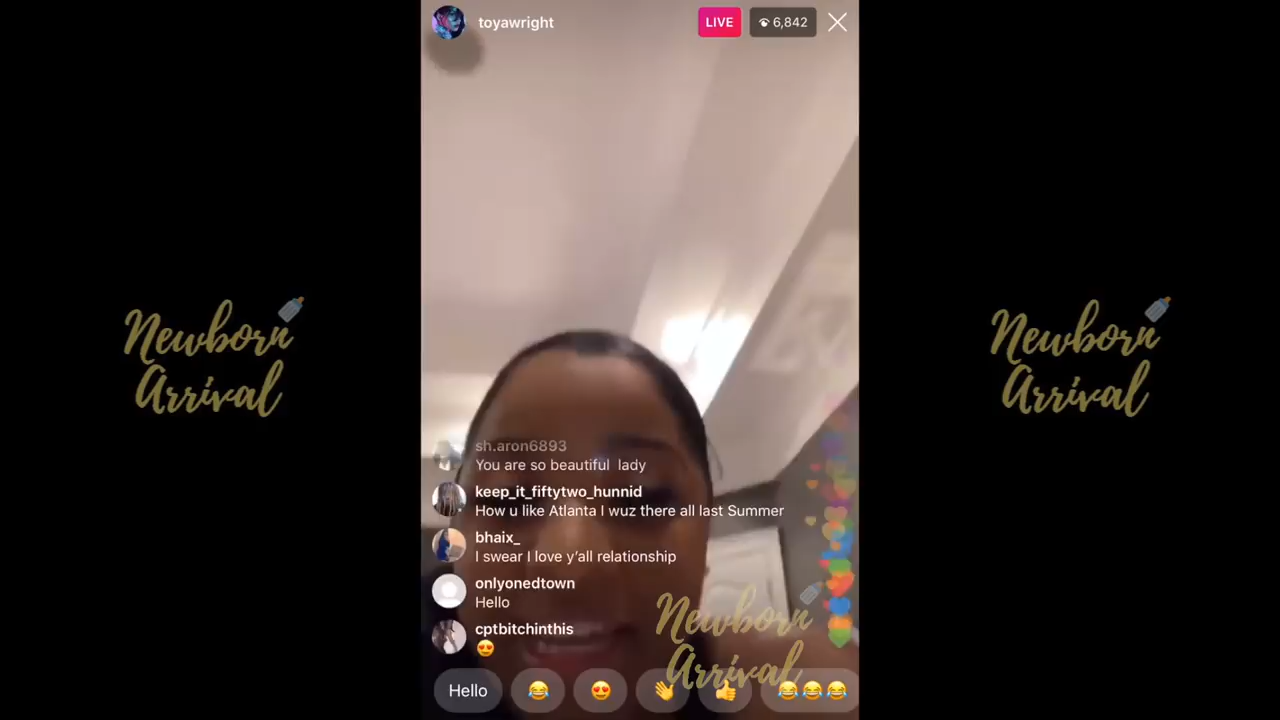 toyawright
LIVE
6,842
Newborn
Arrival
Newborn
Arrival
sh.aron6893
You are so beautiful lady
keep_it_fiftytwo_hunnid
How u like Atlanta I wuz there all last Summer
bhaix_
I swear I love y'all relationship
onlyonedtown
Hello
cptbitchinthis
😍
Newborn
Arrival
Hello 😂 😍 👋 👍 😂😂😂